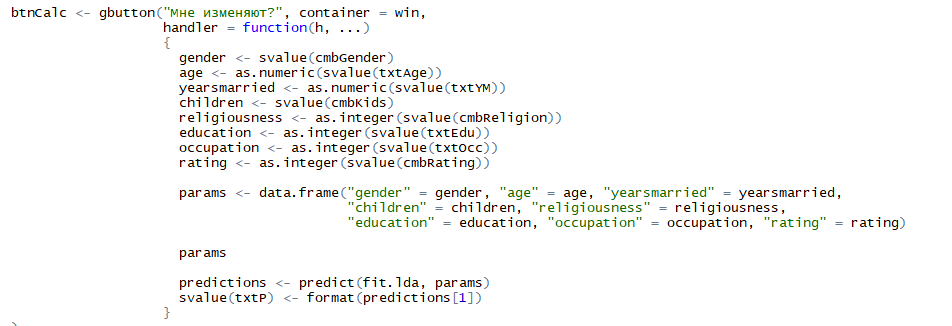 btnCalc <- gbutton("Мне изменяют?", container = win,
handler = function(h, ...)
{
gender <- svalue(cmbGender)
age <- as.numeric(svalue(txtAge))
yearsmarried <- as.numeric(svalue(txtYM))
children <- svalue(cmbKids)
religiousness <- as.integer(svalue(cmbReligion))
education <- as.integer(svalue(txtEdu))
occupation <- as.integer(svalue(txtOcc))
rating <- as.integer(svalue(cmbRating))
params <- data.frame("gender" = gender, "age" = age, "yearsmarried" = yearsmarried,
"children" = children, "religiousness" = religiousness,
"education" = education, "occupation" = occupation, "rating" = rating)
params
predictions <- predict(fit.lda, params)
svalue(txtP) <- format(predictions[1])
}
)